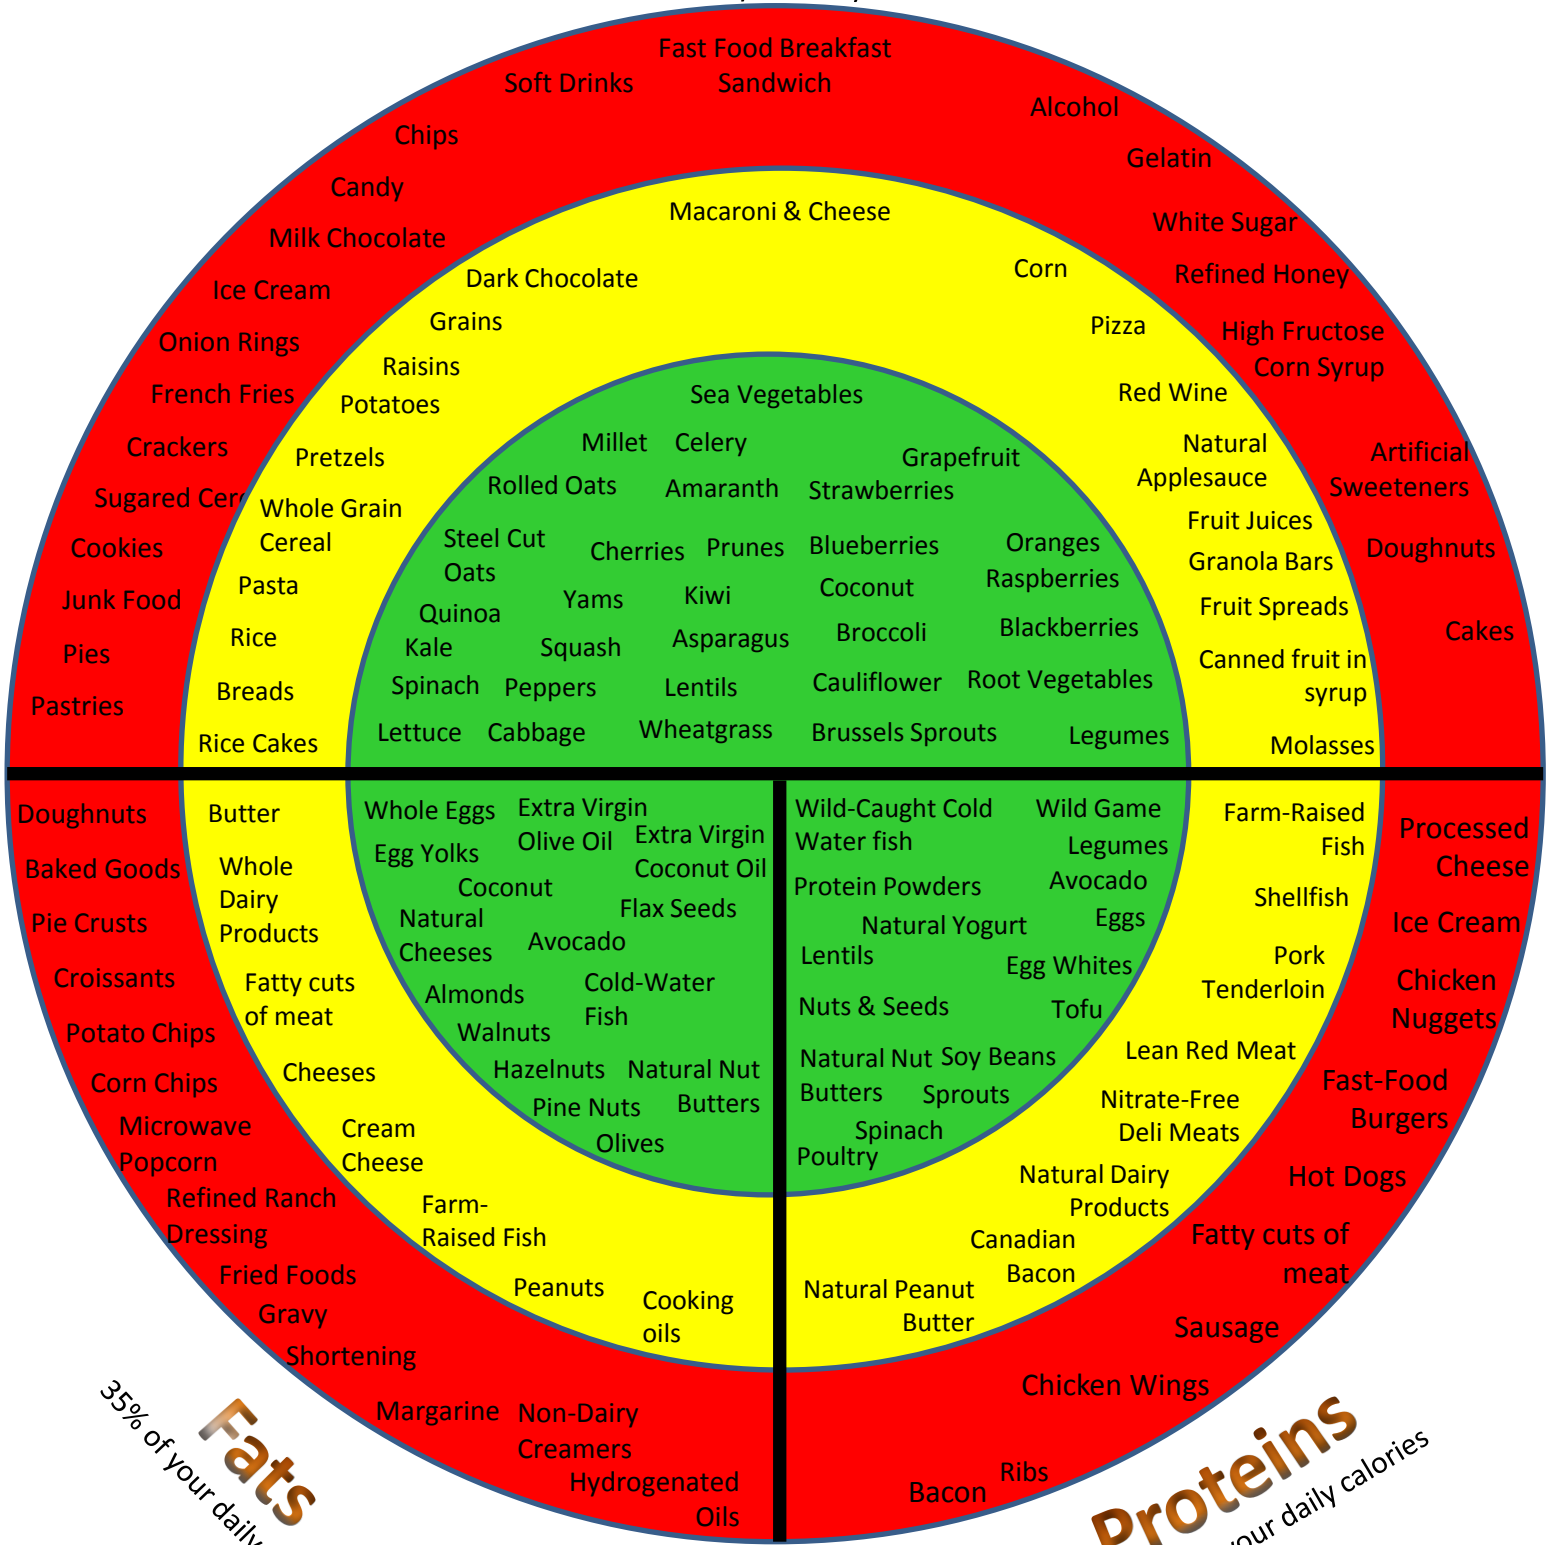 Fast Food Breakfast
Sandwich
Soft Drinks
Chips
Candy
Milk Chocolate
Ice Cream
Onion Rings
French Fries
Crackers
Sugared Cere
Cookies
Junk Food
Pies
Pastries
Alcohol
Gelatin
White Sugar
Refined Honey
High Fructose
Corn Syrup
Artificial
Sweeteners
Doughnuts
Cakes
Macaroni & Cheese
Dark Chocolate
Grains
Raisins
Potatoes
Pretzels
Whole Grain
Cereal
Pasta
Rice
Breads
Rice Cakes
Corn
Pizza
Red Wine
Natural
Applesauce
Fruit Juices
Granola Bars
Fruit Spreads
Canned fruit in
syrup
Molasses
Sea Vegetables
Millet
Celery
Grapefruit
Rolled Oats
Amaranth
Strawberries
Steel Cut
Oats
Cherries
Prunes
Blueberries
Oranges
Raspberries
Quinoa
Yams
Kiwi
Coconut
Kale
Squash
Asparagus
Broccoli
Blackberries
Spinach
Peppers
Lentils
Cauliflower
Root Vegetables
Lettuce
Cabbage
Wheatgrass
Brussels Sprouts
Legumes
Doughnuts
Baked Goods
Pie Crusts
Croissants
Potato Chips
Corn Chips
Microwave
Popcorn
Refined Ranch
Dressing
Fried Foods
Gravy
Shortening
Margarine
Non-Dairy
Creamers
Hydrogenated
Oils
Butter
Whole
Dairy
Products
Fatty cuts
of meat
Cheeses
Cream
Cheese
Farm-
Raised Fish
Peanuts
Cooking
oils
Whole Eggs
Extra Virgin
Olive Oil
Extra Virgin
Coconut Oil
Egg Yolks
Coconut
Flax Seeds
Natural
Cheeses
Avocado
Almonds
Cold-Water
Fish
Walnuts
Hazelnuts
Natural Nut
Butters
Pine Nuts
Olives
Wild-Caught Cold
Water fish
Wild Game
Legumes
Protein Powders
Avocado
Natural Yogurt
Eggs
Lentils
Egg Whites
Nuts & Seeds
Tofu
Natural Nut
Butters
Soy Beans
Sprouts
Spinach
Poultry
Farm-Raised
Fish
Shellfish
Pork
Tenderloin
Lean Red Meat
Nitrate-Free
Deli Meats
Natural Dairy
Products
Canadian
Bacon
Natural Peanut
Butter
Processed
Cheese
Ice Cream
Chicken
Nuggets
Fast-Food
Burgers
Hot Dogs
Fatty cuts of
meat
Sausage
Chicken Wings
Ribs
Bacon
Fats
35% of your daily
Proteins
your daily calories